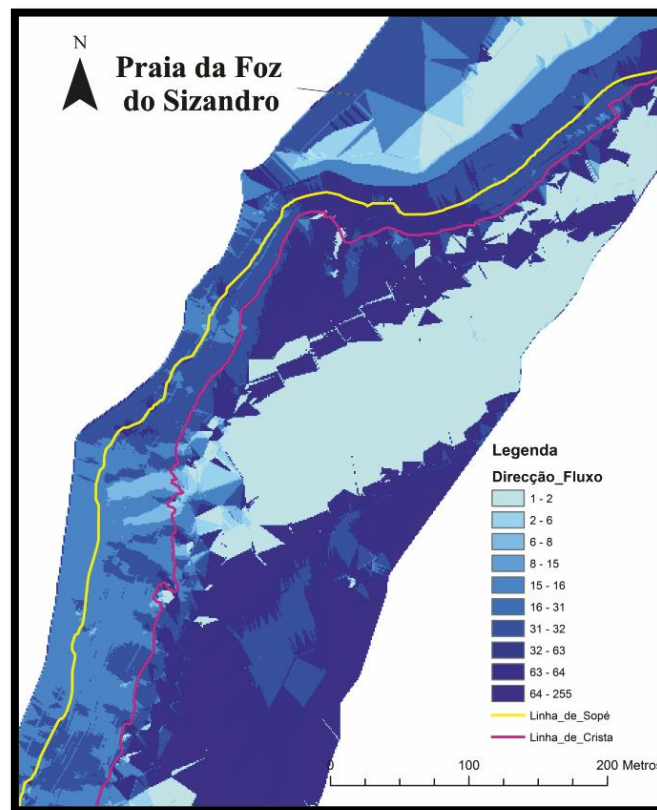 N
Praia da Foz
do Sizandro
Legenda
Direcção_Fluxo
1 - 2
2 - 6
6 - 8
8 - 15
15 - 16
16 - 31
31 - 32
32 - 63
63 - 64
64 - 255
Linha_de_Sopé
Linha_de_Crista
0 100 200 Metros